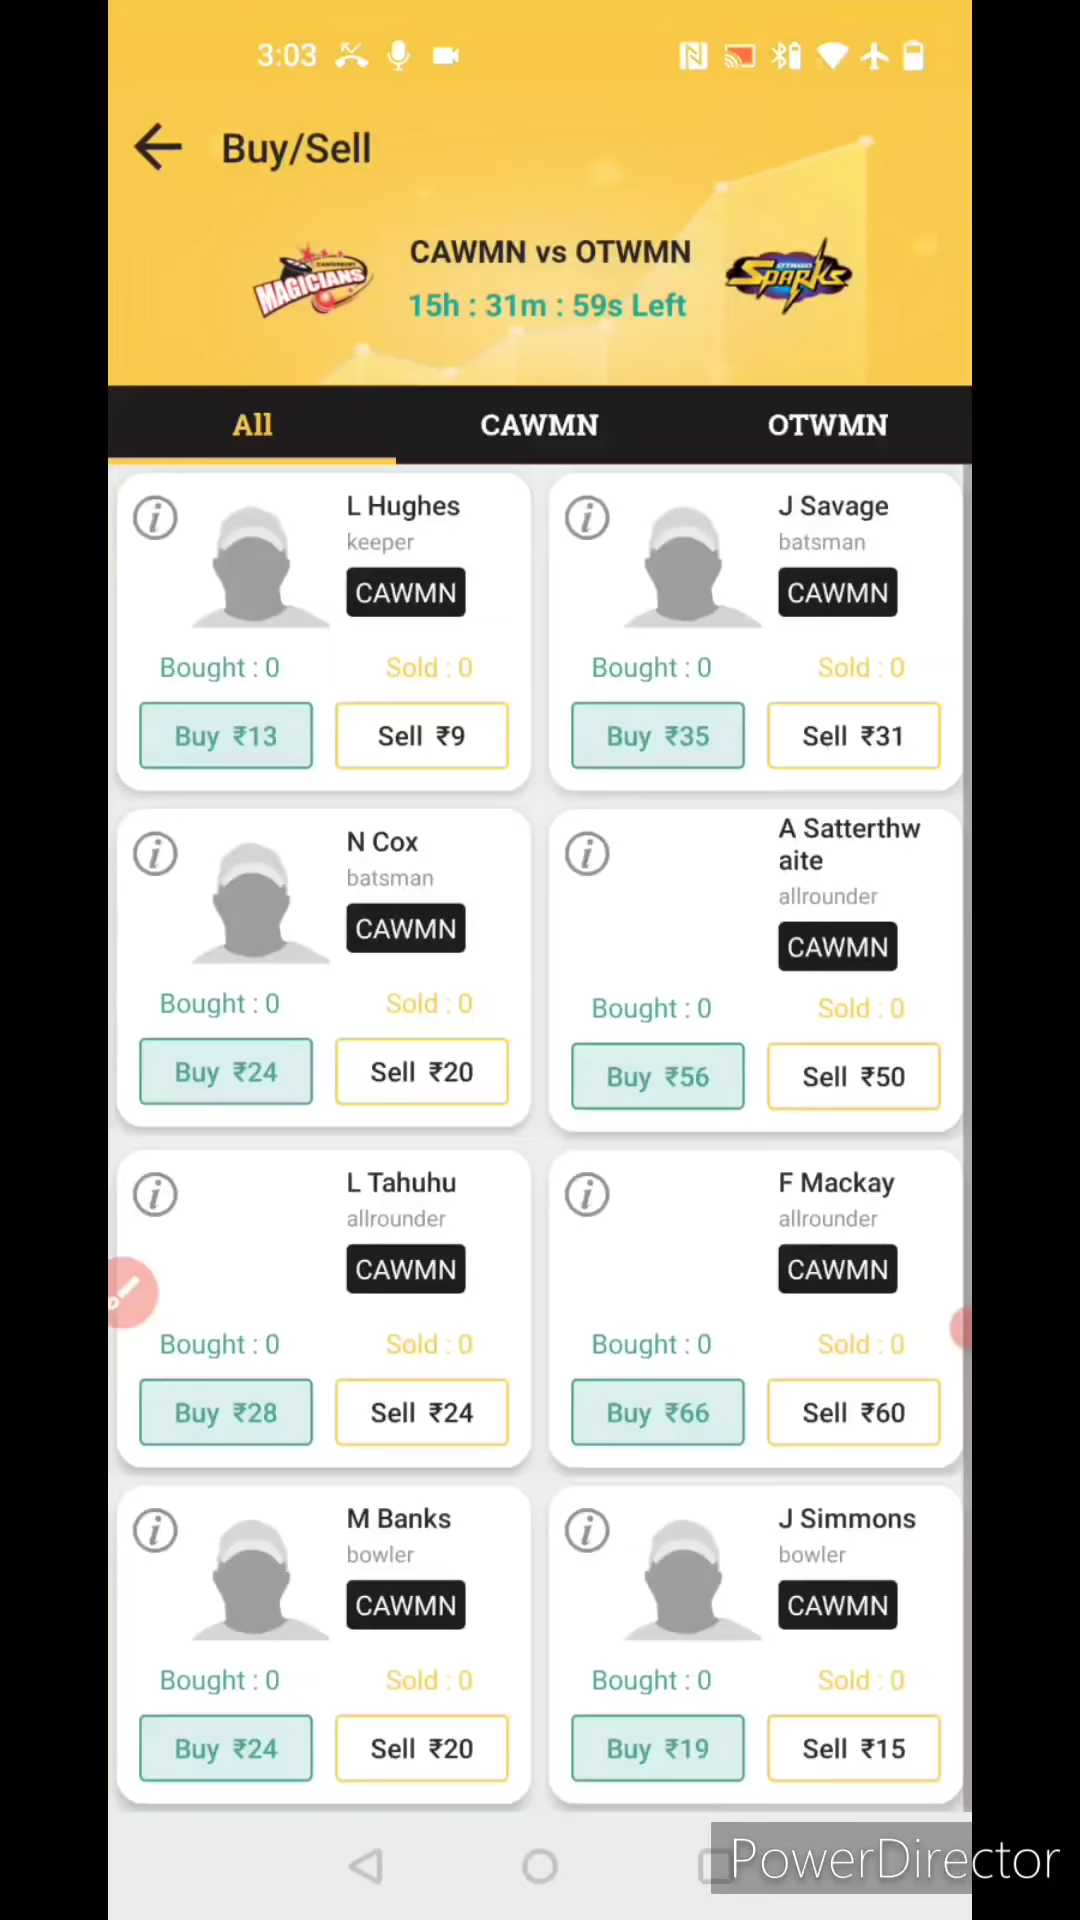 3:03
Buy/Sell
CANTERBURY
MAGICIANS
CAWMN vs OTWMN
15h : 31m : 59s Left
OTAGO
SPARKS
All CAWMN OTWMN
i
L Hughes
keeper
CAWMN
Bought : 0 Sold : 0
Buy ₹13 Sell ₹9
i
J Savage
batsman
CAWMN
Bought : 0 Sold : 0
Buy ₹35 Sell ₹31
i
N Cox
batsman
CAWMN
Bought : 0 Sold : 0
Buy ₹24 Sell ₹20
i
A Satterthw
aite
allrounder
CAWMN
Bought : 0 Sold : 0
Buy ₹56 Sell ₹50
i
L Tahuhu
allrounder
CAWMN
Bought : 0 Sold : 0
Buy ₹28 Sell ₹24
i
F Mackay
allrounder
CAWMN
Bought : 0 Sold : 0
Buy ₹66 Sell ₹60
i
M Banks
bowler
CAWMN
Bought : 0 Sold : 0
Buy ₹24 Sell ₹20
i
J Simmons
bowler
CAWMN
Bought : 0 Sold : 0
Buy ₹19 Sell ₹15
PowerDirector